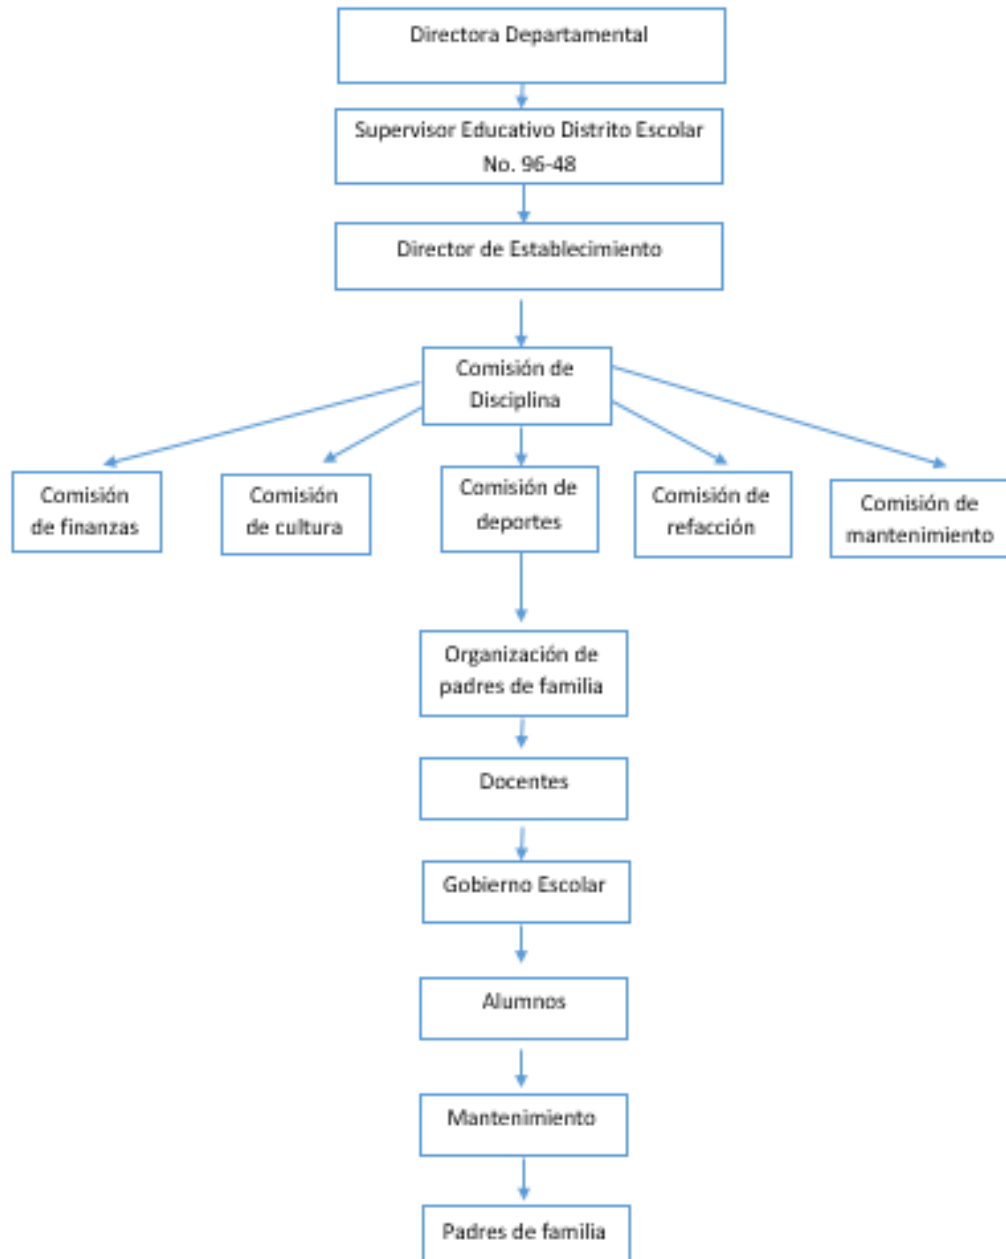 Directora Departamental
Supervisor Educativo Distrito Escolar
No. 96-48
Director de Establecimiento
Comisión de
Disciplina
Comisión
de finanzas
Comisión
de cultura
Comisión de
deportes
Comisión de
refacción
Comisión de
mantenimiento
Organización de
padres de familia
Docentes
Gobierno Escolar
Alumnos
Mantenimiento
Padres de familia